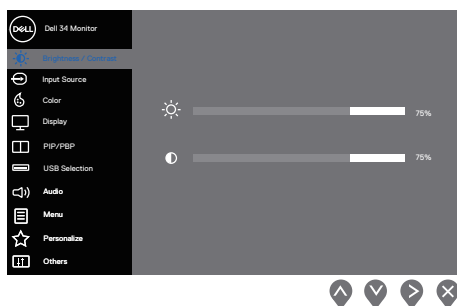 DELL
Dell 34 Monitor
Brightness / Contrast
Input Source
Color
Display
PIP/PBP
USB Selection
Audio
Menu
Personalize
Others
75%
75%